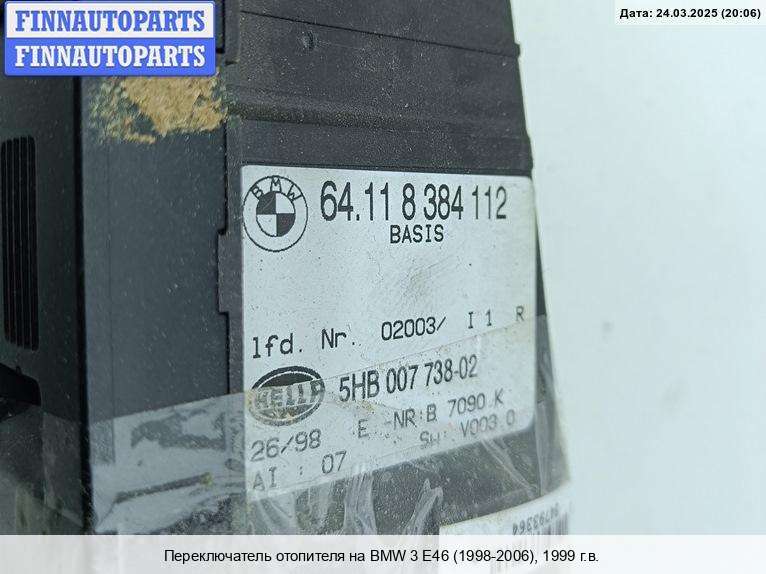 FINNAUTOPARTS
FINNAUTOPARTS
Дата: 24.03.2025 (20:06)
BMW
64.11 8 384 112
BASIS
lfd. Nr. 02003/ I 1 R
HELLA
5HB 007 738-02
26/98 E -NR:B 7090 K
AI : 07 SW: V003.0
Переключатель отопителя на BMW 3 E46 (1998-2006), 1999 г.в.